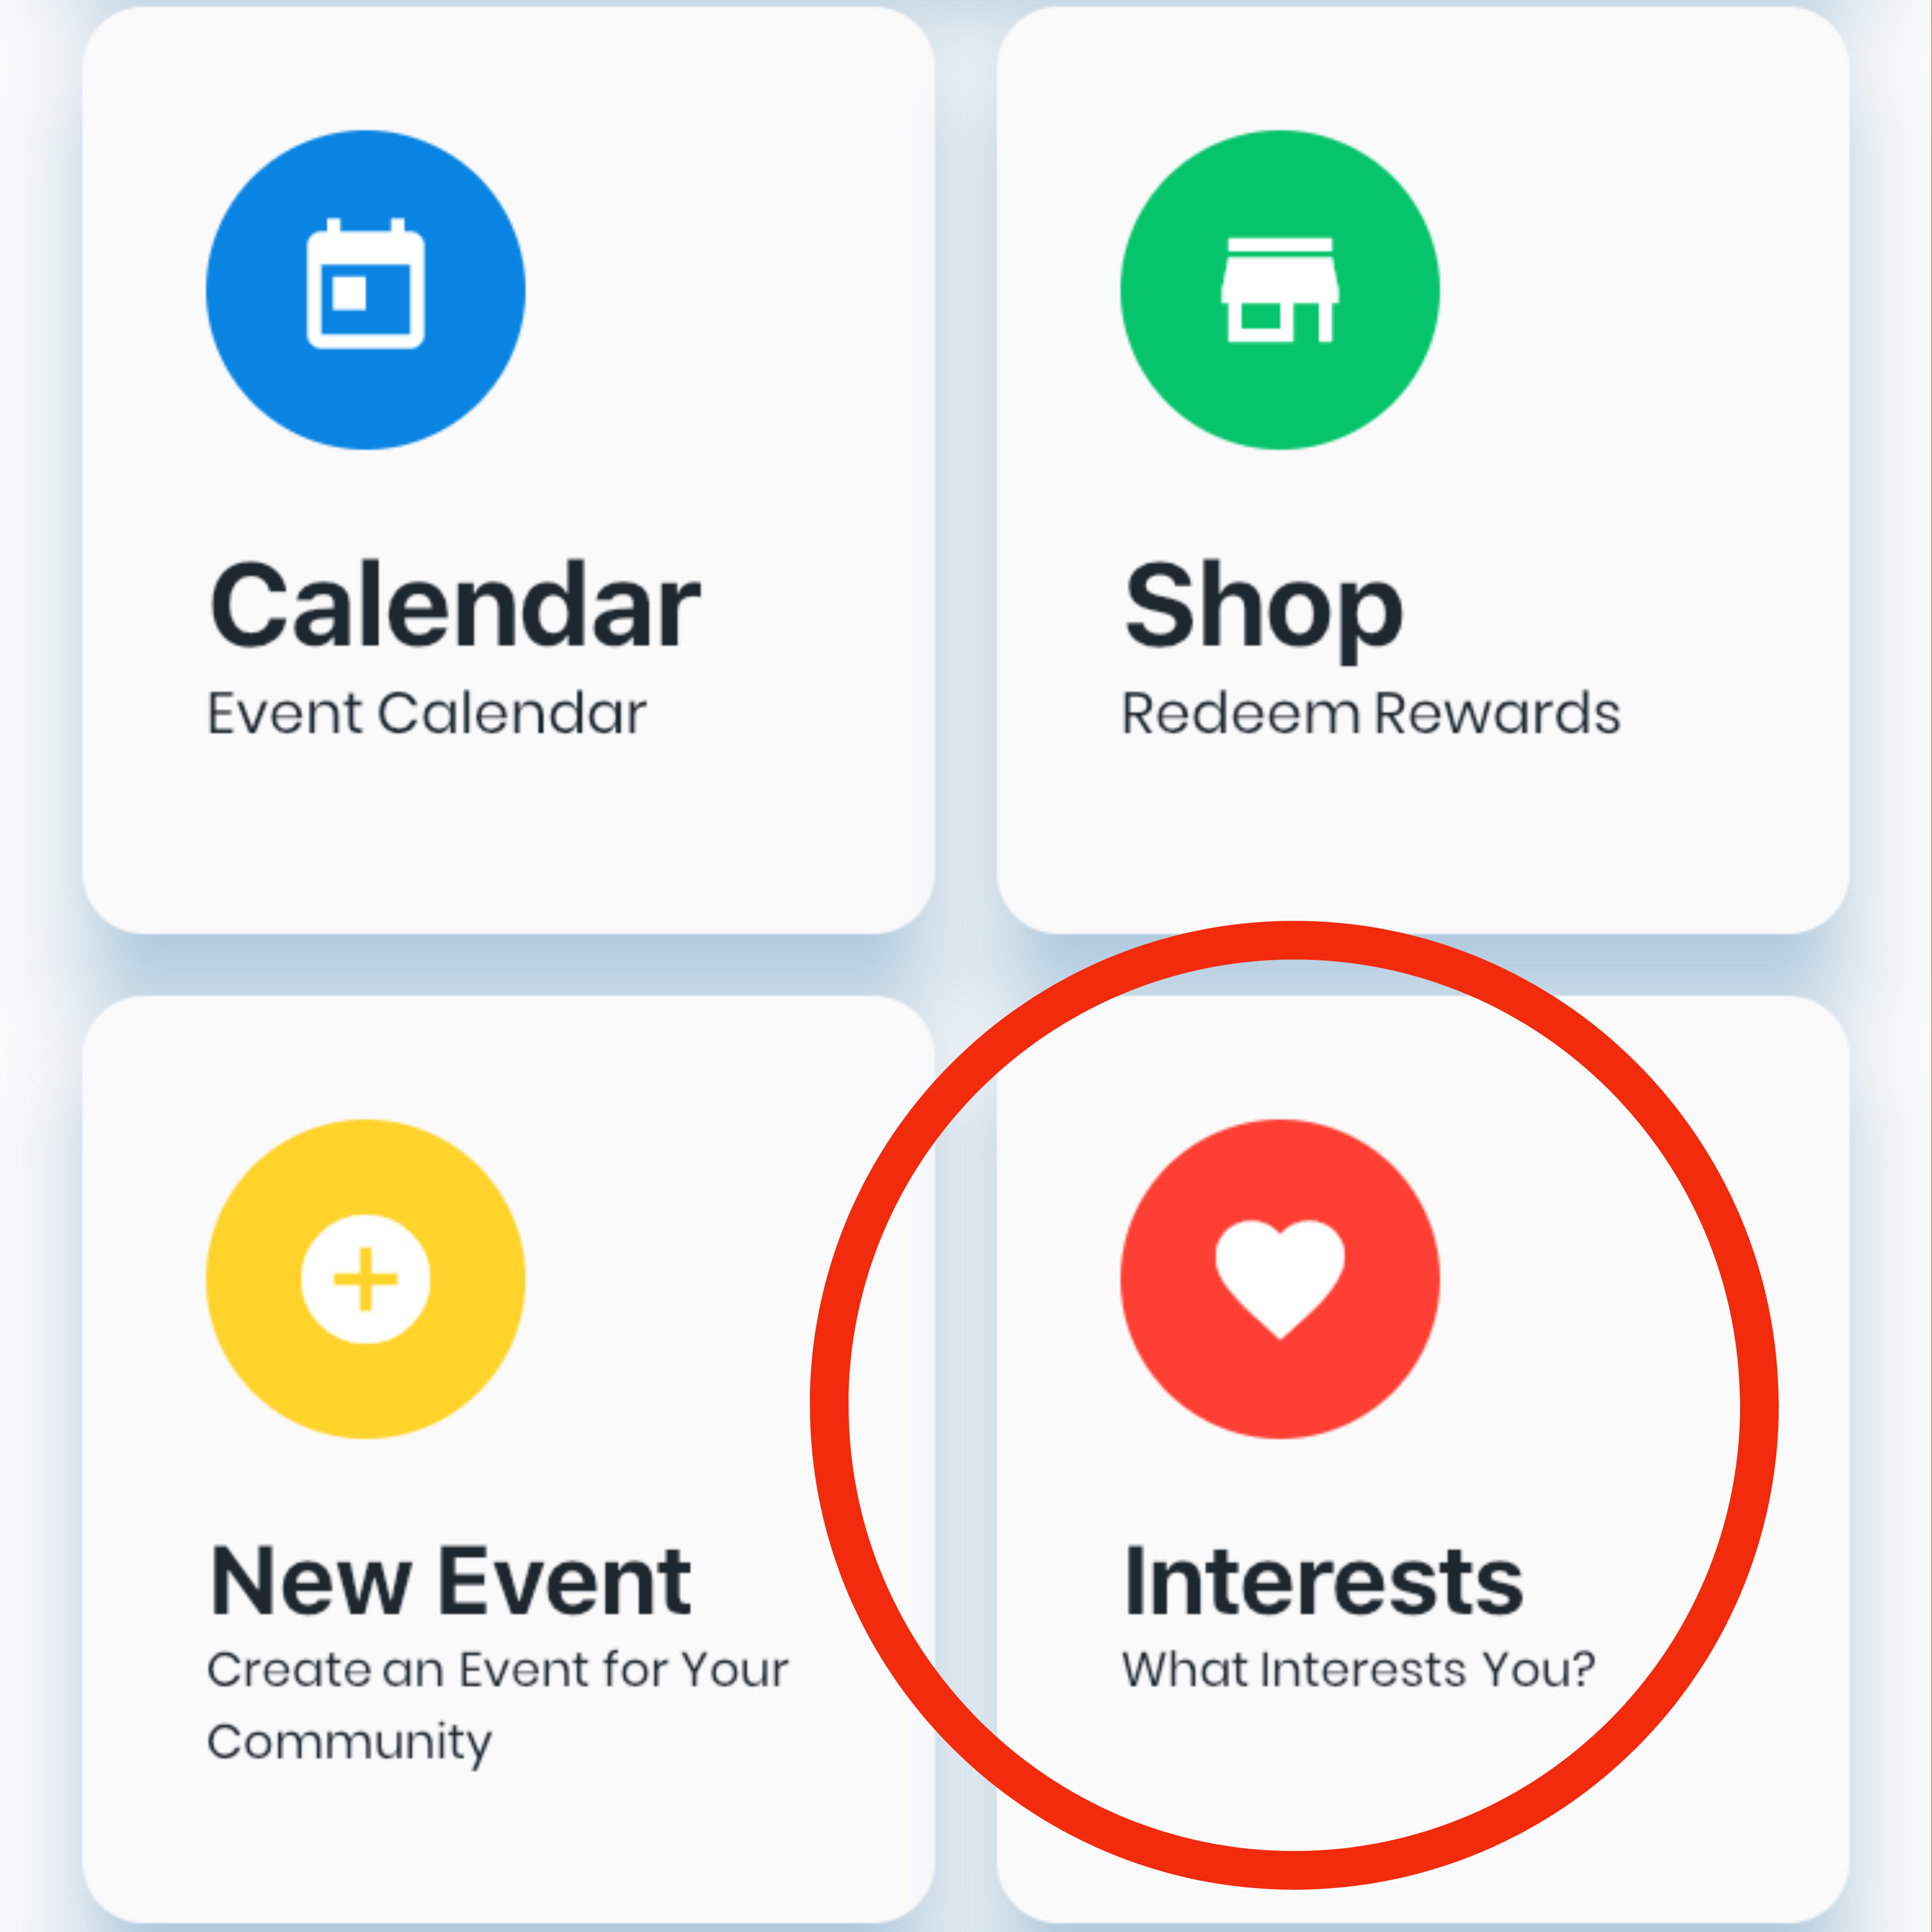 Calendar
Event Calendar
Shop
Redeem Rewards
New Event
Create an Event for Your
Community
Interests
What Interests You?